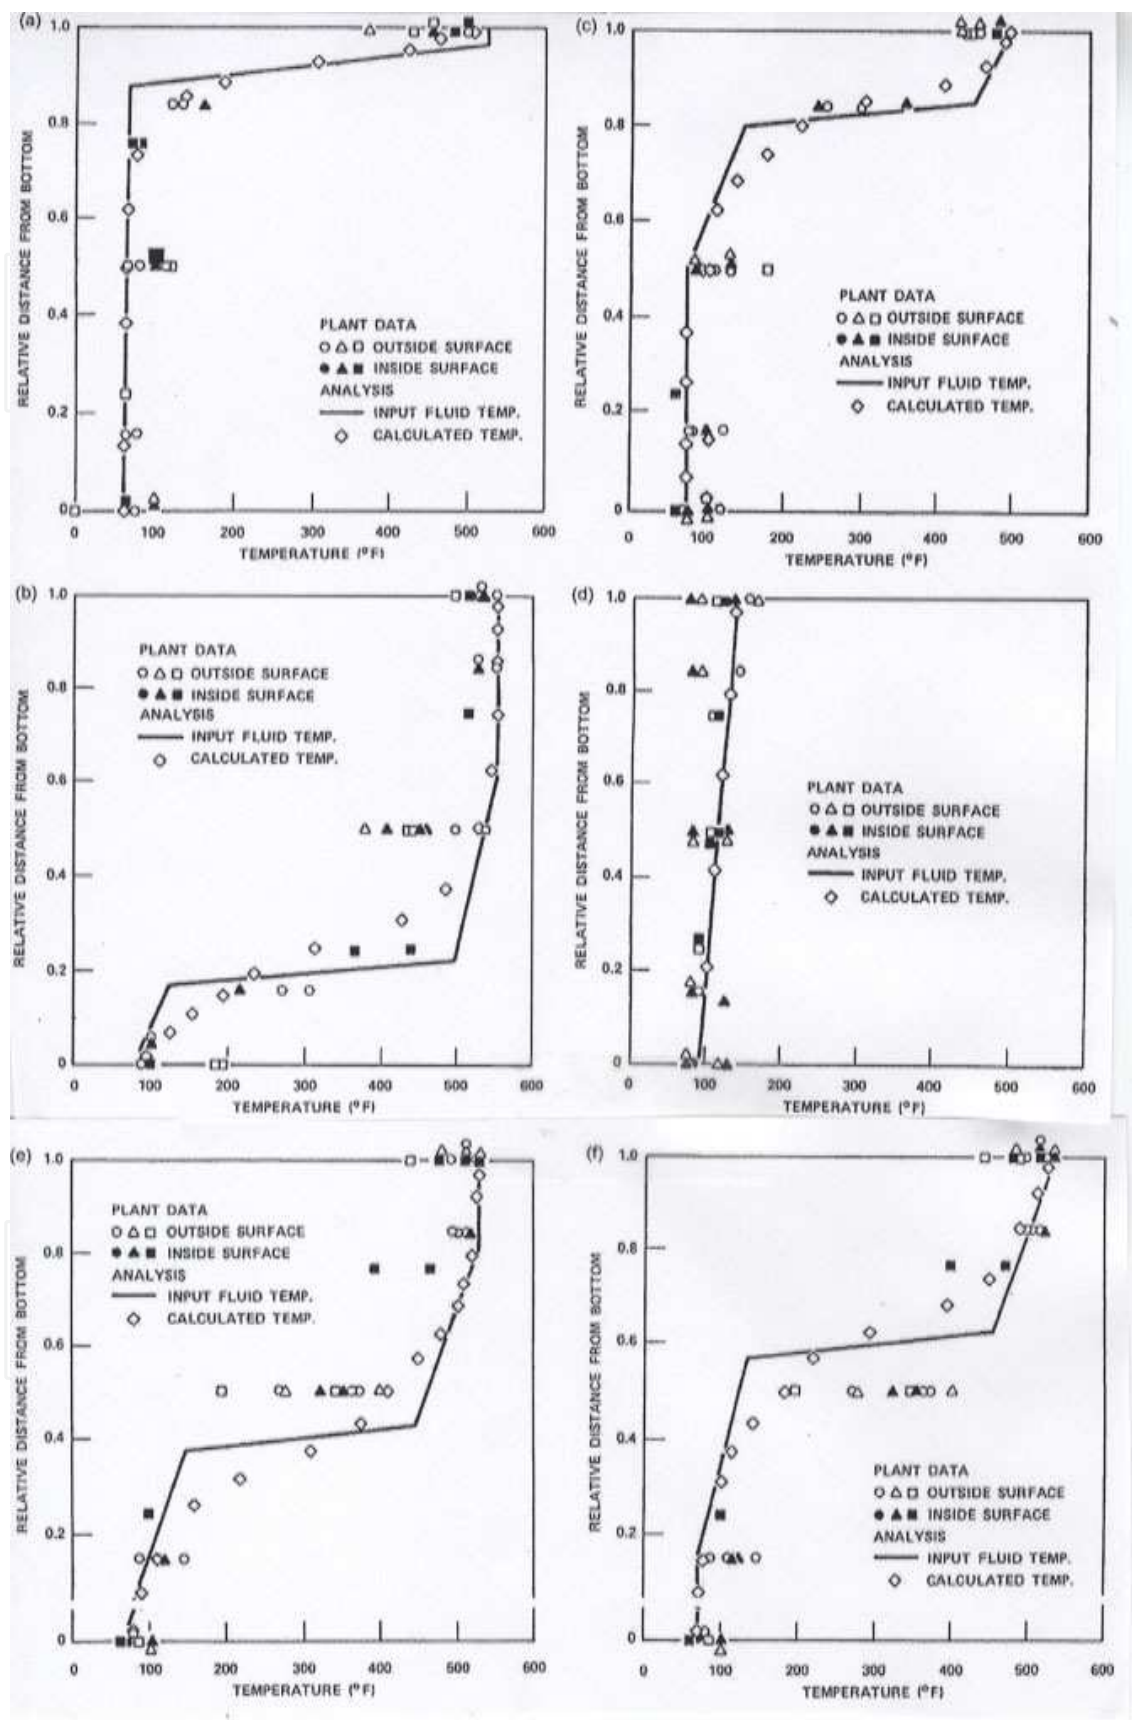 (a)
1.0
0.8
0.6
0.4
0.2
0
RELATIVE DISTANCE FROM BOTTOM
PLANT DATA
OUTSIDE SURFACE
INSIDE SURFACE
ANALYSIS
INPUT FLUID TEMP.
CALCULATED TEMP.
0 100 200 300 400 500 600
TEMPERATURE (°F)
(c)
1.0
0.8
0.6
0.4
0.2
0
RELATIVE DISTANCE FROM BOTTOM
PLANT DATA
OUTSIDE SURFACE
INSIDE SURFACE
ANALYSIS
INPUT FLUID TEMP.
CALCULATED TEMP.
0 100 200 300 400 500 600
TEMPERATURE (°F)
(b)
1.0
0.8
0.6
0.4
0.2
0
RELATIVE DISTANCE FROM BOTTOM
PLANT DATA
OUTSIDE SURFACE
INSIDE SURFACE
ANALYSIS
INPUT FLUID TEMP.
CALCULATED TEMP.
0 100 200 300 400 500 600
TEMPERATURE (°F)
(d)
1.0
0.8
0.6
0.4
0.2
0
RELATIVE DISTANCE FROM BOTTOM
PLANT DATA
OUTSIDE SURFACE
INSIDE SURFACE
ANALYSIS
INPUT FLUID TEMP.
CALCULATED TEMP.
0 100 200 300 400 500 600
TEMPERATURE (°F)
(e)
1.0
0.8
0.6
0.4
0.2
0
RELATIVE DISTANCE FROM BOTTOM
PLANT DATA
OUTSIDE SURFACE
INSIDE SURFACE
ANALYSIS
INPUT FLUID TEMP.
CALCULATED TEMP.
0 100 200 300 400 500 600
TEMPERATURE (°F)
(f)
1.0
0.8
0.6
0.4
0.2
0
RELATIVE DISTANCE FROM BOTTOM
PLANT DATA
OUTSIDE SURFACE
INSIDE SURFACE
ANALYSIS
INPUT FLUID TEMP.
CALCULATED TEMP.
0 100 200 300 400 500 600
TEMPERATURE (°F)